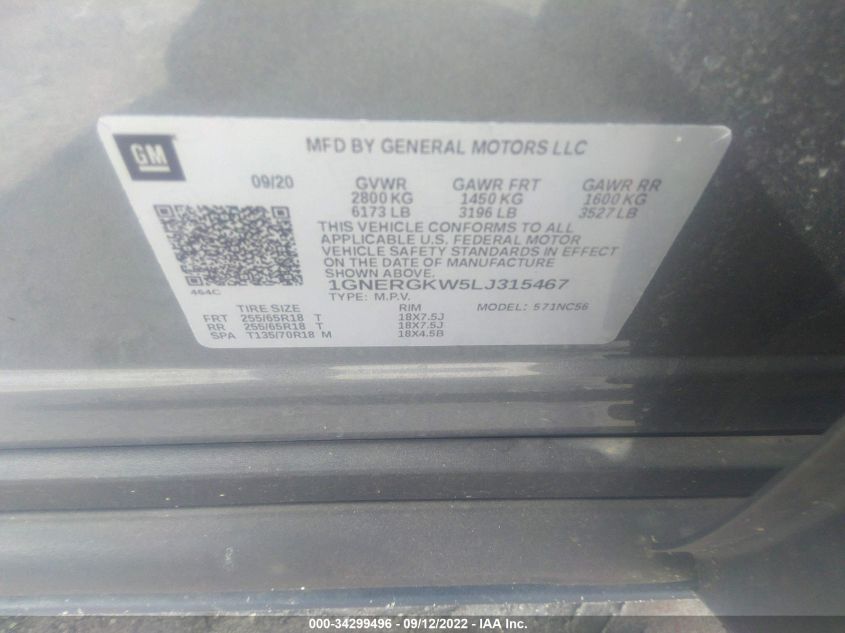 GM
MFD BY GENERAL MOTORS LLC
09/20 GVWR GAWR FRT GAWR RR
2800 KG 1450 KG 1600 KG
6173 LB 3196 LB 3527 LB
THIS VEHICLE CONFORMS TO ALL
APPLICABLE U.S. FEDERAL MOTOR
VEHICLE SAFETY STANDARDS IN EFFECT
ON THE DATE OF MANUFACTURE
SHOWN ABOVE.
464C
1GNERGKW5LJ315467
TYPE: M.P.V. MODEL: 571NC56
TIRE SIZE RIM
FRT 255/65R18 T 18X7.5J
RR 255/65R18 T 18X7.5J
SPA T135/70R18 M 18X4.5B
000-34299496 - 09/12/2022 - IAA Inc.